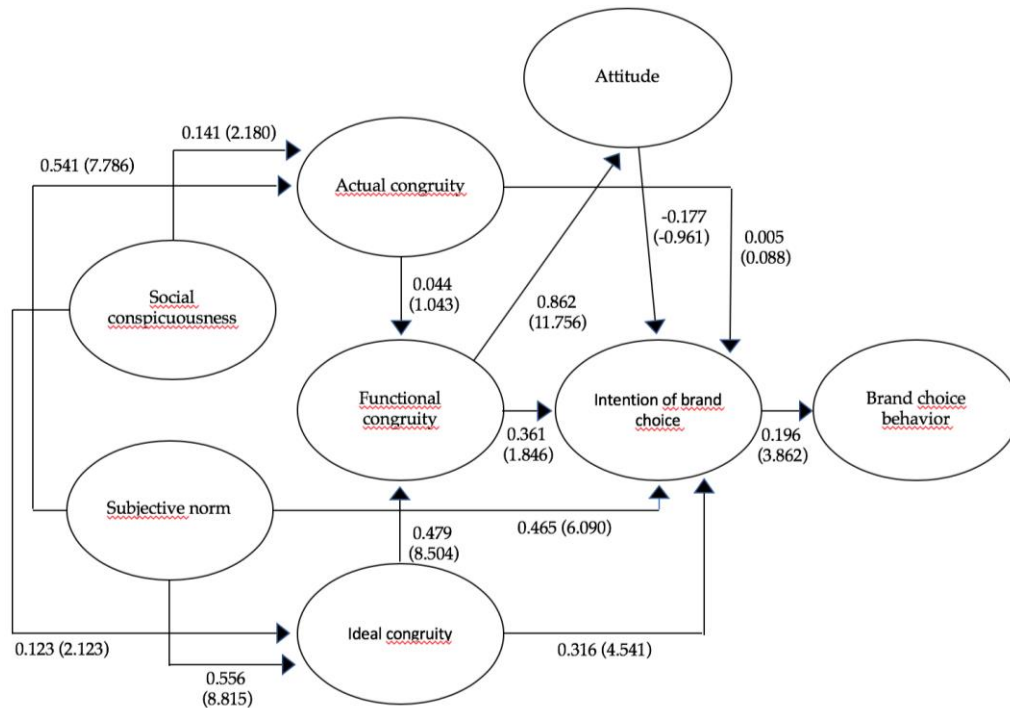 Attitude
0.141 (2.180)
0.541 (7.786)
Actual congruity
-0.177
(-0.961)
0.005
(0.088)
0.044
(1.043)
0.862
(11.756)
Social
conspicuousness
Functional
congruity
Intention of brand
choice
Brand choice
behavior
0.361
(1.846)
0.196
(3.862)
Subjective norm
0.465 (6.090)
0.479
(8.504)
Ideal congruity
0.123 (2.123)
0.316 (4.541)
0.556
(8.815)